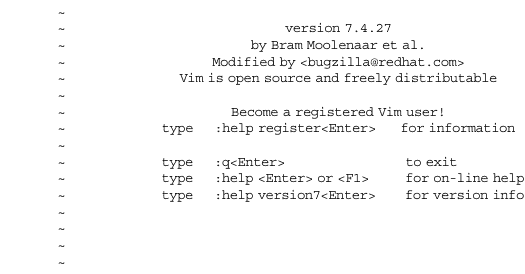 ~
~ version 7.4.27
~ by Bram Moolenaar et al.
~ Modified by <bugzilla@redhat.com>
~ Vim is open source and freely distributable
~
~ Become a registered Vim user!
~ type :help register<Enter> for information
~
~ type :q<Enter> to exit
~ type :help <Enter> or <F1> for on-line help
~ type :help version7<Enter> for version info
~
~
~
~